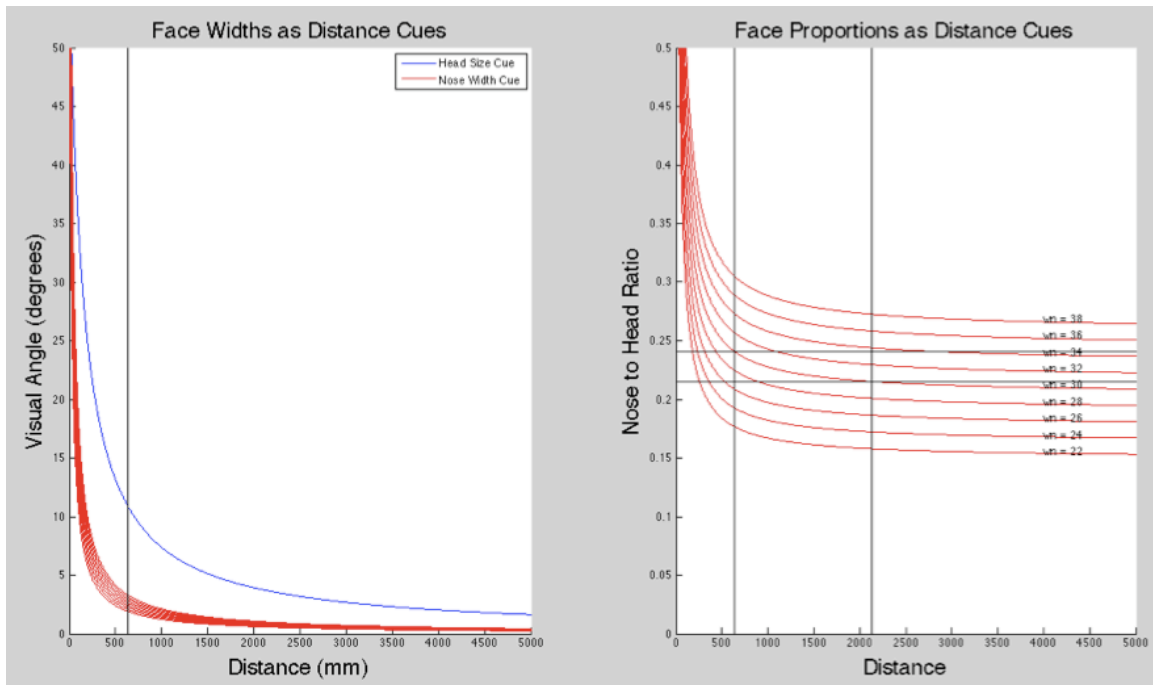 Face Widths as Distance Cues
50
45
40
35
30
25
20
15
10
5
0
Visual Angle (degrees)
Head Size Cue
Nose Width Cue
0 500 1000 1500 2000 2500 3000 3500 4000 4500 5000
Distance (mm)
Face Proportions as Distance Cues
0.5
0.45
0.4
0.35
0.3
0.25
0.2
0.15
0.1
0.05
0
Nose to Head Ratio
wn = 38
wn = 36
wn = 34
wn = 32
wn = 30
wn = 28
wn = 26
wn = 24
wn = 22
0 500 1000 1500 2000 2500 3000 3500 4000 4500 5000
Distance